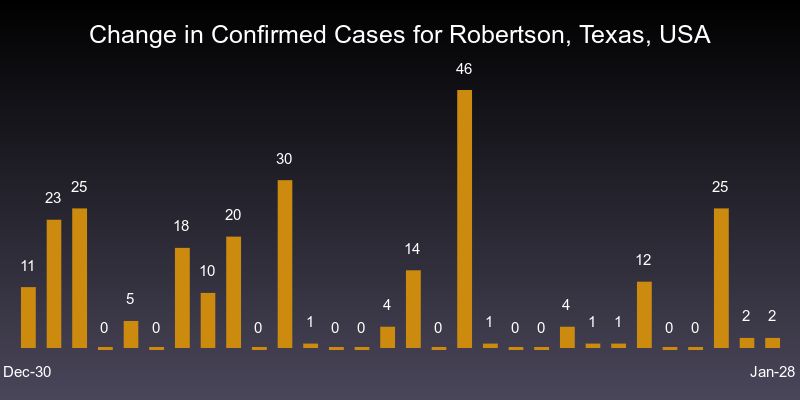 Change in Confirmed Cases for Robertson, Texas, USA
11 23 25 0 5 0 18 10 20 0 30 1 0 0 4 14 0 46 1 0 0 4 1 1 12 0 0 25 2 2
Dec-30 Jan-28